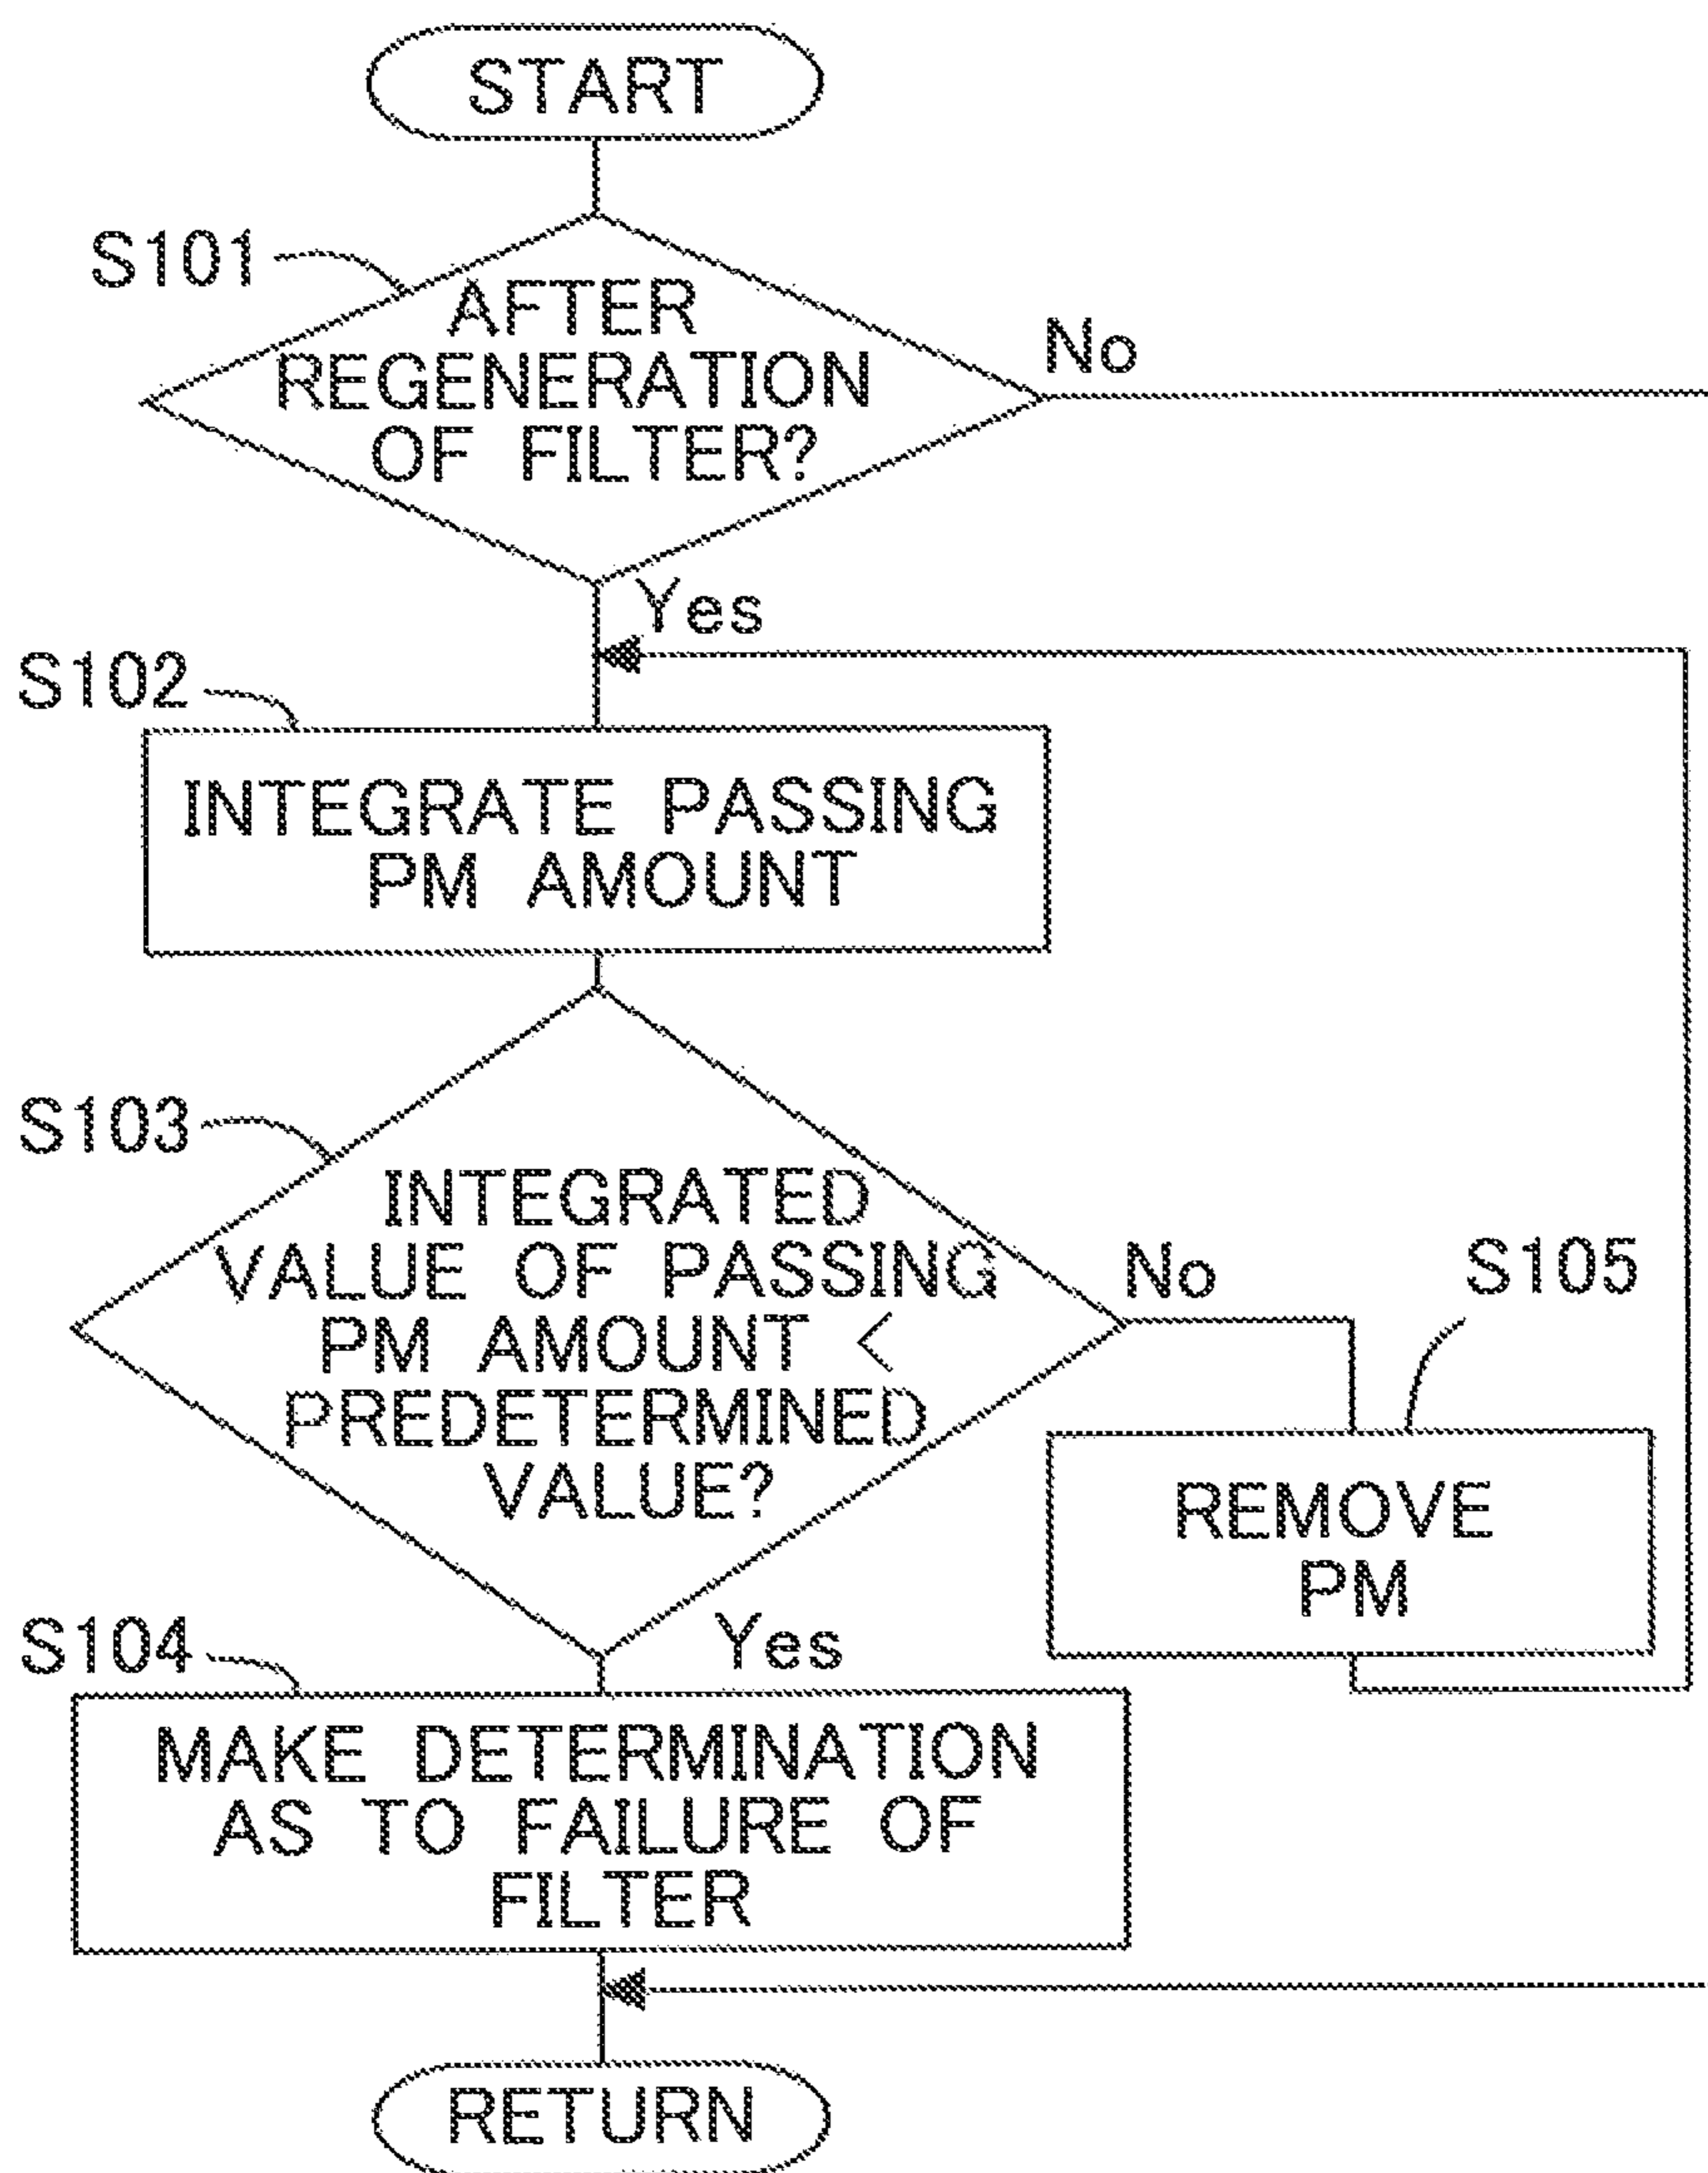 START
S101
AFTER
REGENERATION
OF FILTER?
No
Yes
S102
INTEGRATE PASSING
PM AMOUNT
S103
INTEGRATED
VALUE OF PASSING
PM AMOUNT <
PREDETERMINED
VALUE?
No
S105
REMOVE
PM
Yes
S104
MAKE DETERMINATION
AS TO FAILURE OF
FILTER
RETURN